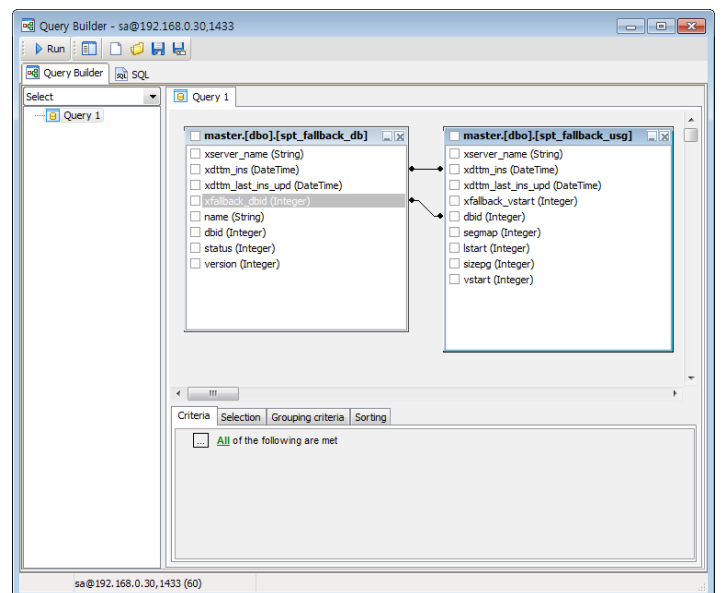 Query Builder - sa@192.168.0.30,1433
Run
Query Builder
SQL
Select
Query 1
Query 1
master.[dbo].[spt_fallback_db]
xserver_name (String)
xdttm_ins (DateTime)
xdttm_last_ins_upd (DateTime)
xfallback_dbid (Integer)
name (String)
dbid (Integer)
status (Integer)
version (Integer)
master.[dbo].[spt_fallback_usg]
xserver_name (String)
xdttm_ins (DateTime)
xdttm_last_ins_upd (DateTime)
xfallback_vstart (Integer)
dbid (Integer)
segmap (Integer)
lstart (Integer)
sizepg (Integer)
vstart (Integer)
Criteria
Selection
Grouping criteria
Sorting
... All of the following are met
sa@192.168.0.30,1433 (60)